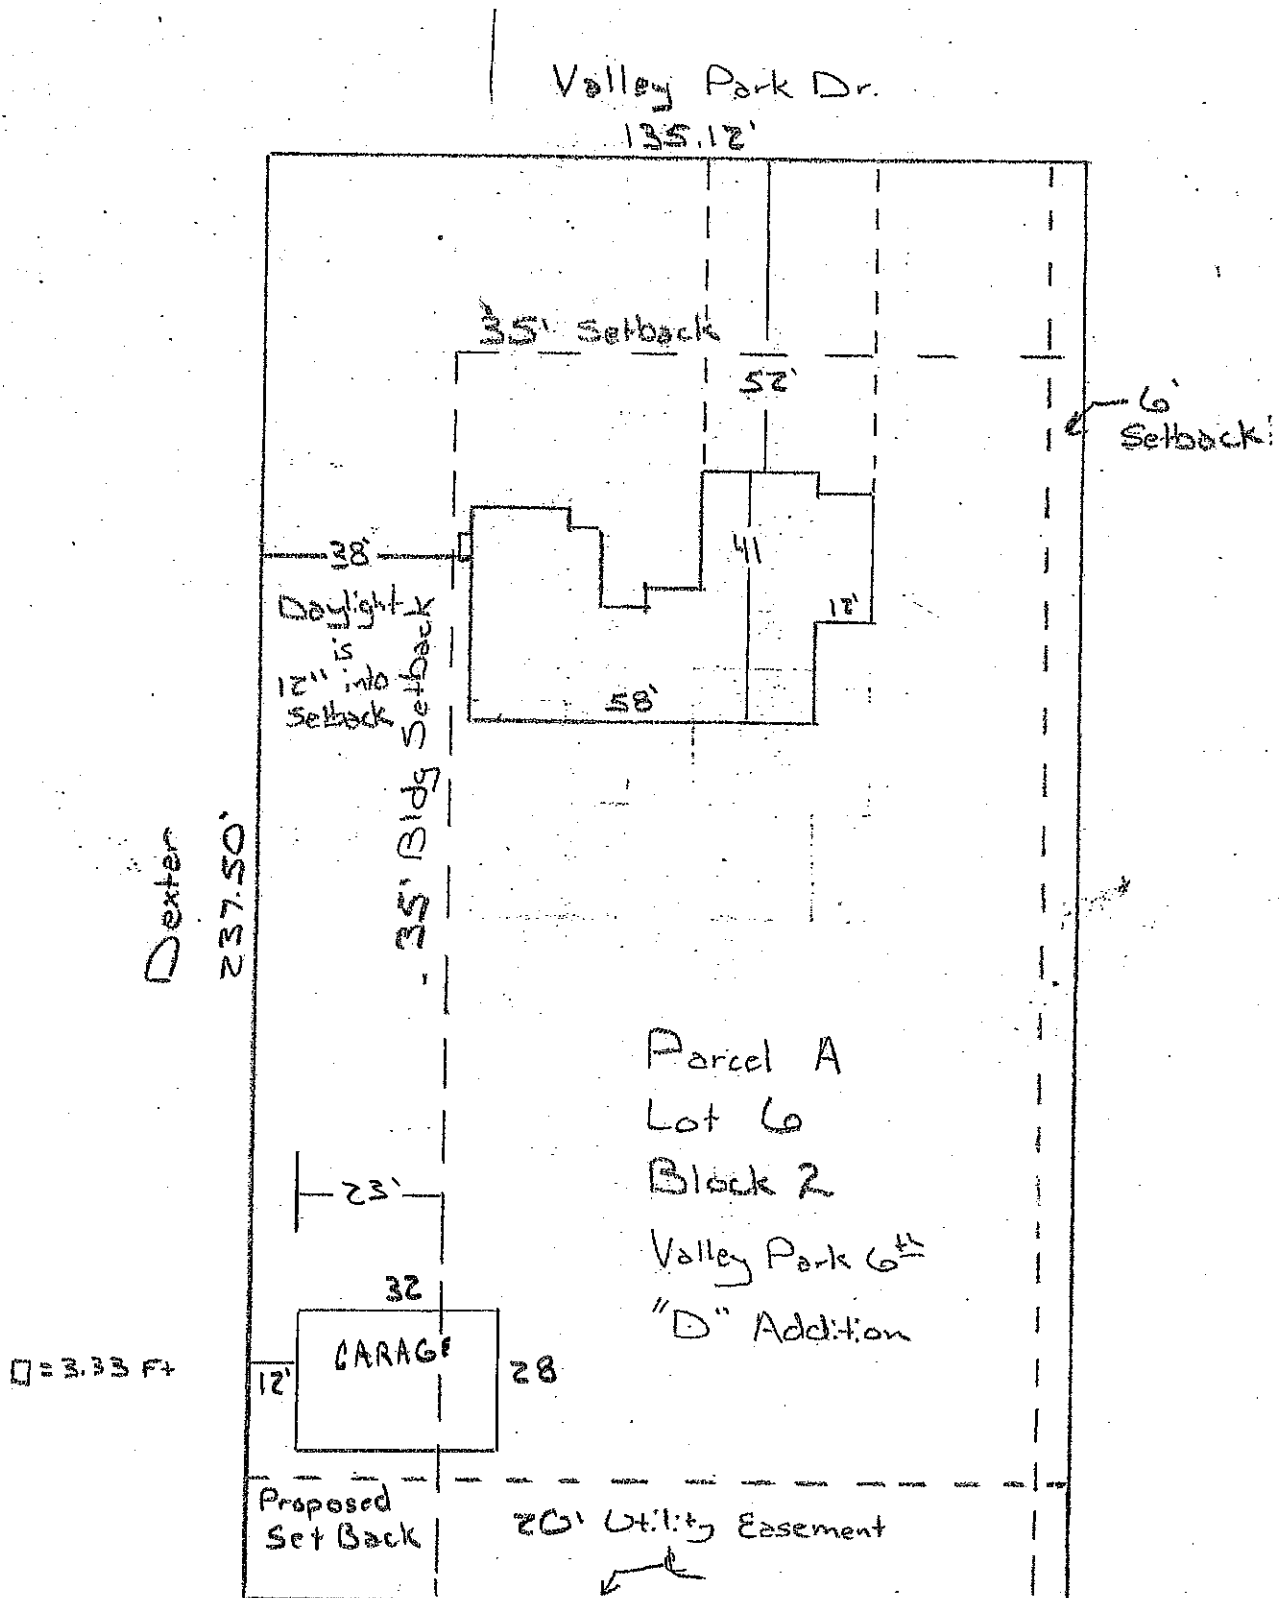 Valley Park Dr.
135.12'
35' Setback
52'
6'
Setback
38'
41
Daylight
is
12" into
Setback
12'
58'
35' Bldg Setback
Dexter
237.50'
Parcel A
Lot 6
Block 2
Valley Park 6th
"D" Addition
23'
32
GARAGE
28
□ = 3.33 Ft
12'
Proposed
Set Back
20' Utility Easement